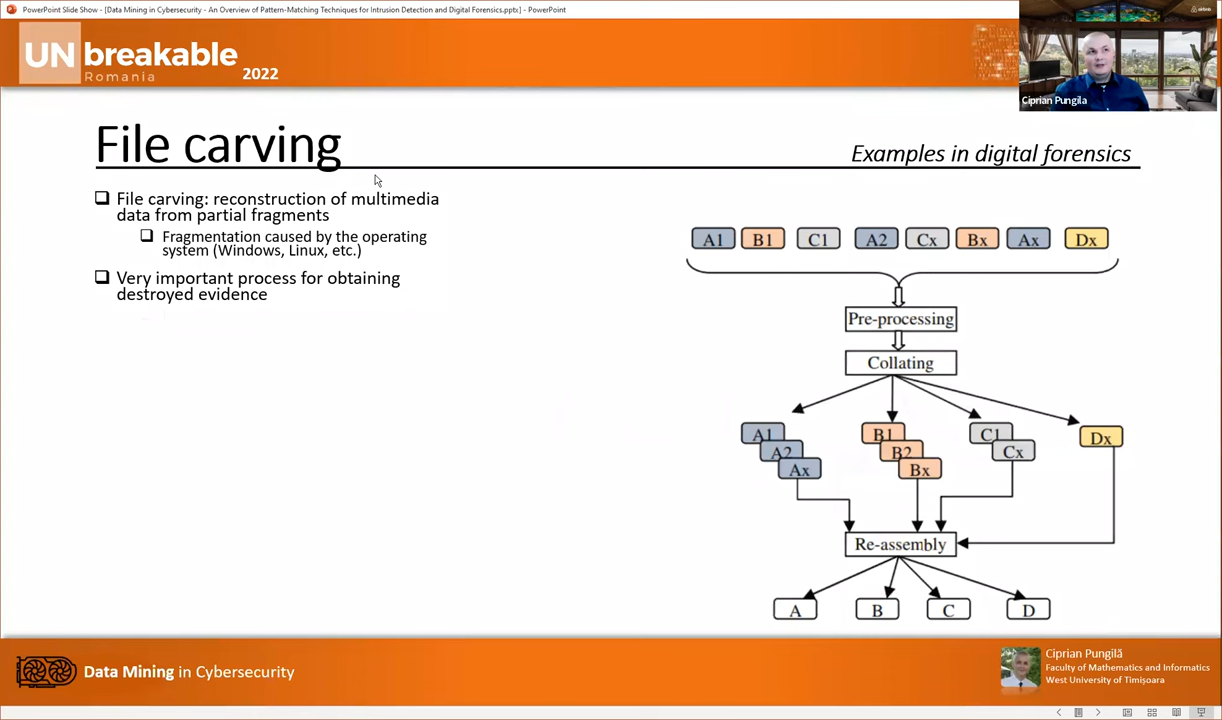 PowerPoint Slide Show - [Data Mining in Cybersecurity - An Overview of Pattern-Matching Techniques for Intrusion Detection and Digital Forensics.pptx] - PowerPoint
UNbreakable
Romania
2022
Ciprian Pungila
File carving
Examples in digital forensics
File carving: reconstruction of multimedia
data from partial fragments
Fragmentation caused by the operating
system (Windows, Linux, etc.)
Very important process for obtaining
destroyed evidence
A1 B1 C1 A2 Cx Bx Ax Dx
Pre-processing
Collating
A1 B1 C1 Dx
A2 B2 Cx
Ax Bx
Re-assembly
A B C D
Data Mining in Cybersecurity
Ciprian Pungilă
Faculty of Mathematics and Informatics
West University of Timișoara